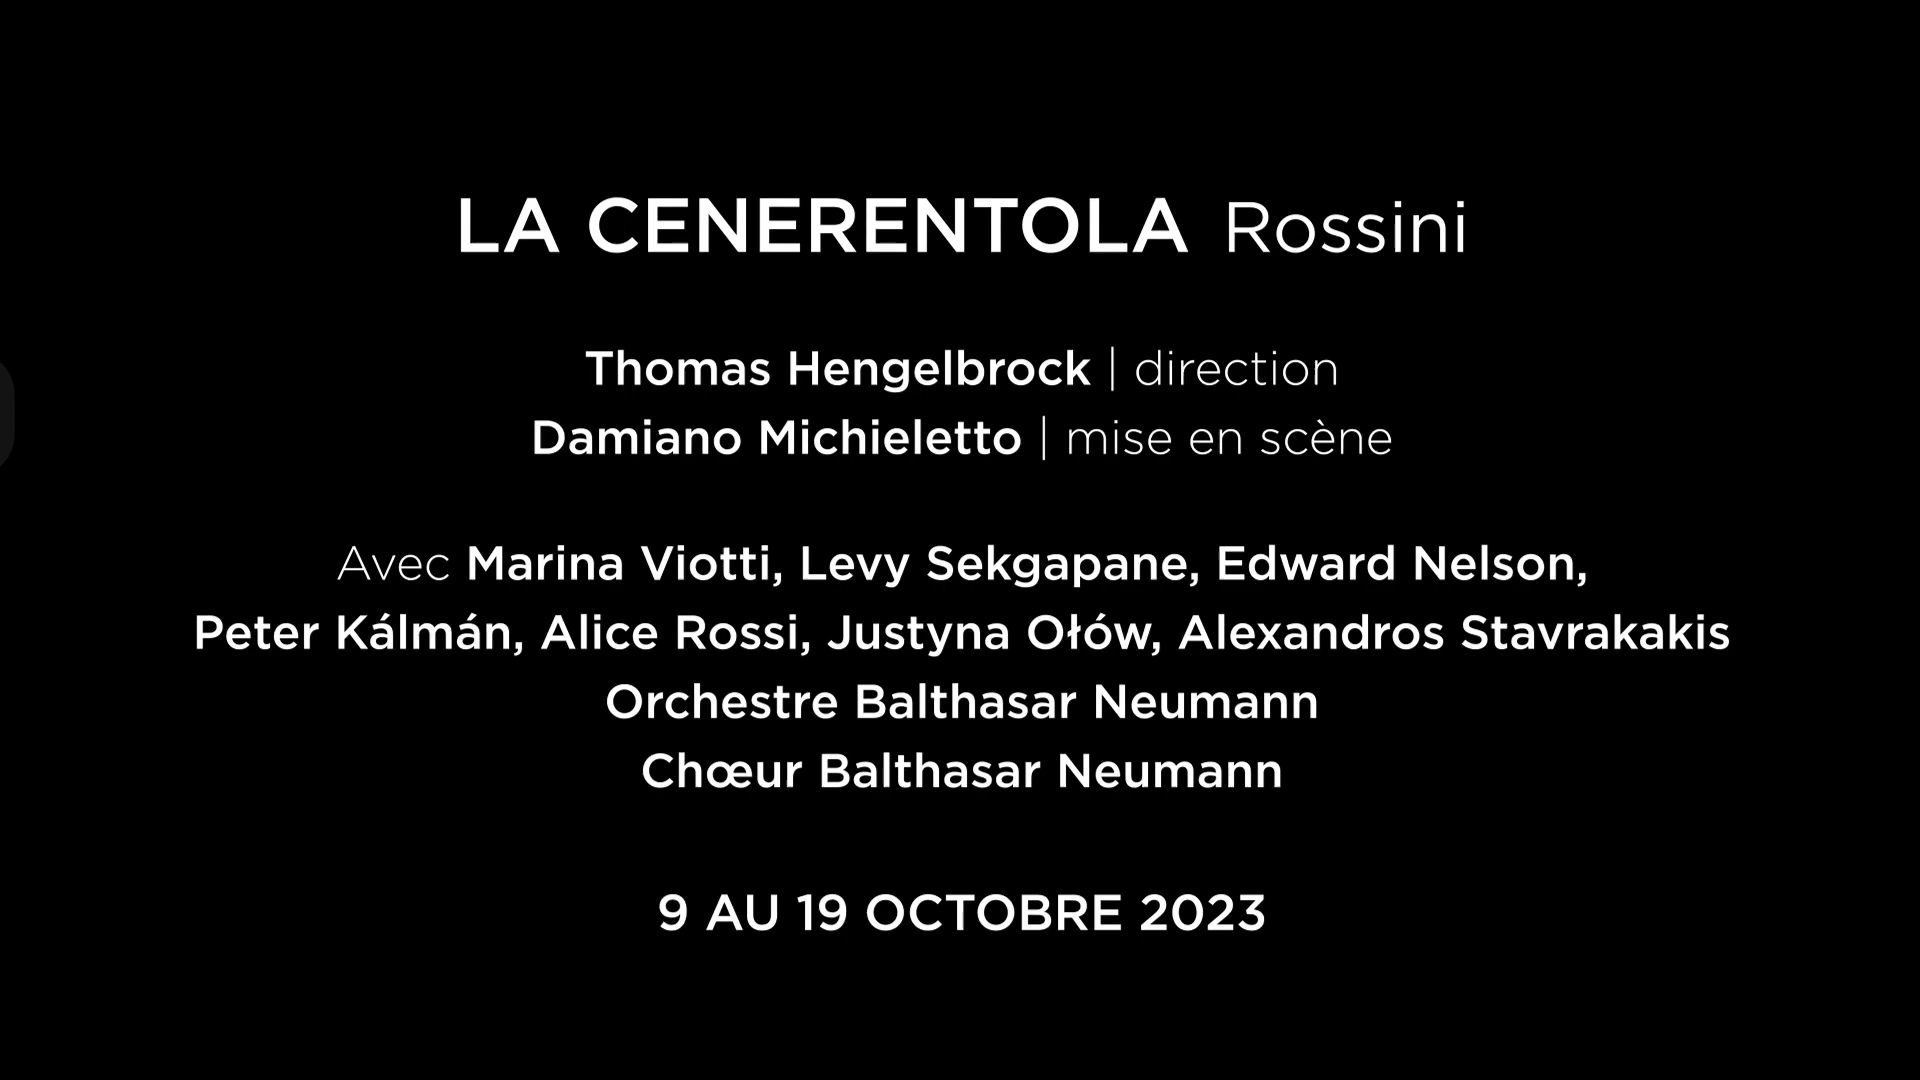 LA CENERENTOLA Rossini
Thomas Hengelbrock | direction
Damiano Michieletto | mise en scène
Avec Marina Viotti, Levy Sekgapane, Edward Nelson,
Peter Kálmán, Alice Rossi, Justyna Ołów, Alexandros Stavrakakis
Orchestre Balthasar Neumann
Chœur Balthasar Neumann
9 AU 19 OCTOBRE 2023